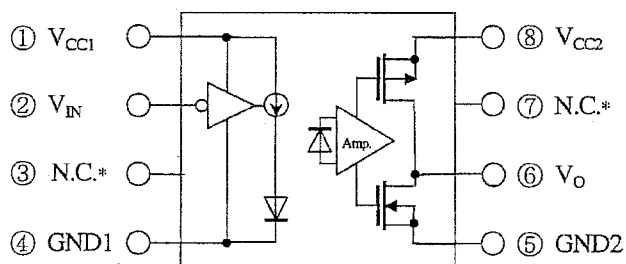 ① V_CC1
② V_IN
③ N.C.*
④ GND1
Amp.
⑧ V_CC2
⑦ N.C.*
⑥ V_O
⑤ GND2